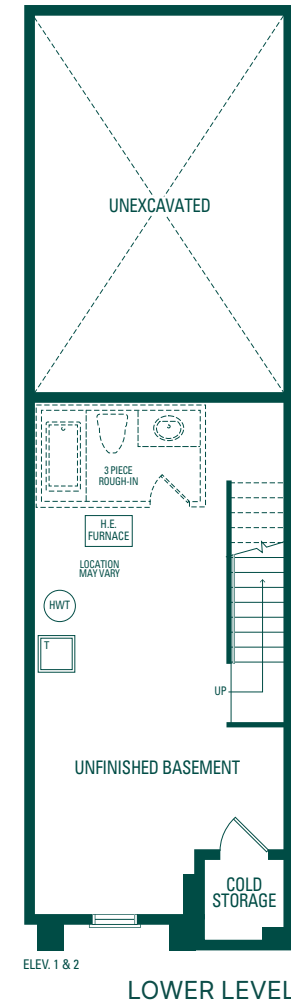 UNEXCAVATED
3 PIECE
ROUGH-IN
H.E.
FURNACE
LOCATION
MAY VARY
HWT
T
UP
UNFINISHED BASEMENT
COLD
STORAGE
ELEV. 1 & 2
LOWER LEVEL